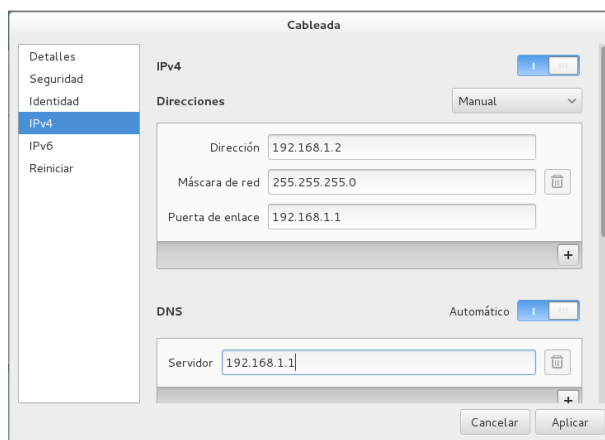 Cableada
Detalles
Seguridad
Identidad
IPv4
IPv6
Reiniciar
IPv4
Direcciones Manual
Dirección 192.168.1.2
Máscara de red 255.255.255.0
Puerta de enlace 192.168.1.1
+
DNS Automático
Servidor 192.168.1.1
+
Cancelar Aplicar